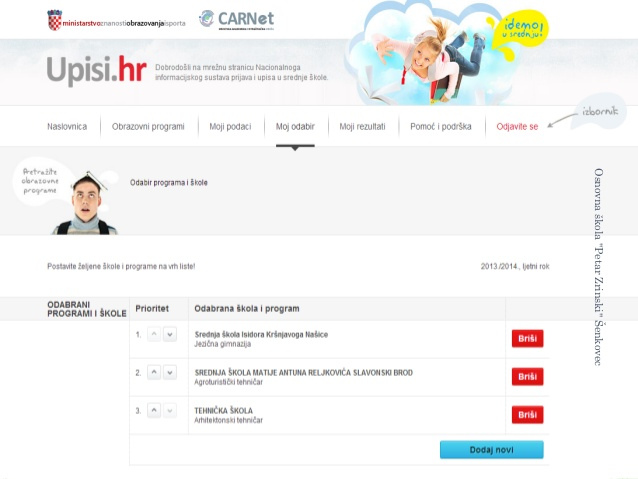 ministarstvoznanostiobrazovanjaisporta
CARNet
idemo
u srednju!
Upisi.hr
Dobrodošli na mrežnu stranicu Nacionalnoga
informacijskog sustava prijava i upisa u srednje škole.
izbornik
Naslovnica
Obrazovni programi
Moji podaci
Moj odabir
Moji rezultati
Pomoć i podrška
Odjavite se
Pretražite
obrazovne
programe
Odabir programa i škole
Osnovna škola "Petar Zrinski" Šenkovec
Postavite željene škole i programe na vrh liste!
2013./2014., ljetni rok
ODABRANI
PROGRAMI I ŠKOLE
Prioritet
Odabrana škola i program
1.
Srednja škola Isidora Kršnjavoga Našice
Jezična gimnazija
Briši
2.
SREDNJA ŠKOLA MATIJE ANTUNA RELJKOVIĆA SLAVONSKI BROD
Agroturistički tehničar
Briši
3.
TEHNIČKA ŠKOLA
Arhitektonski tehničar
Briši
Dodaj novi